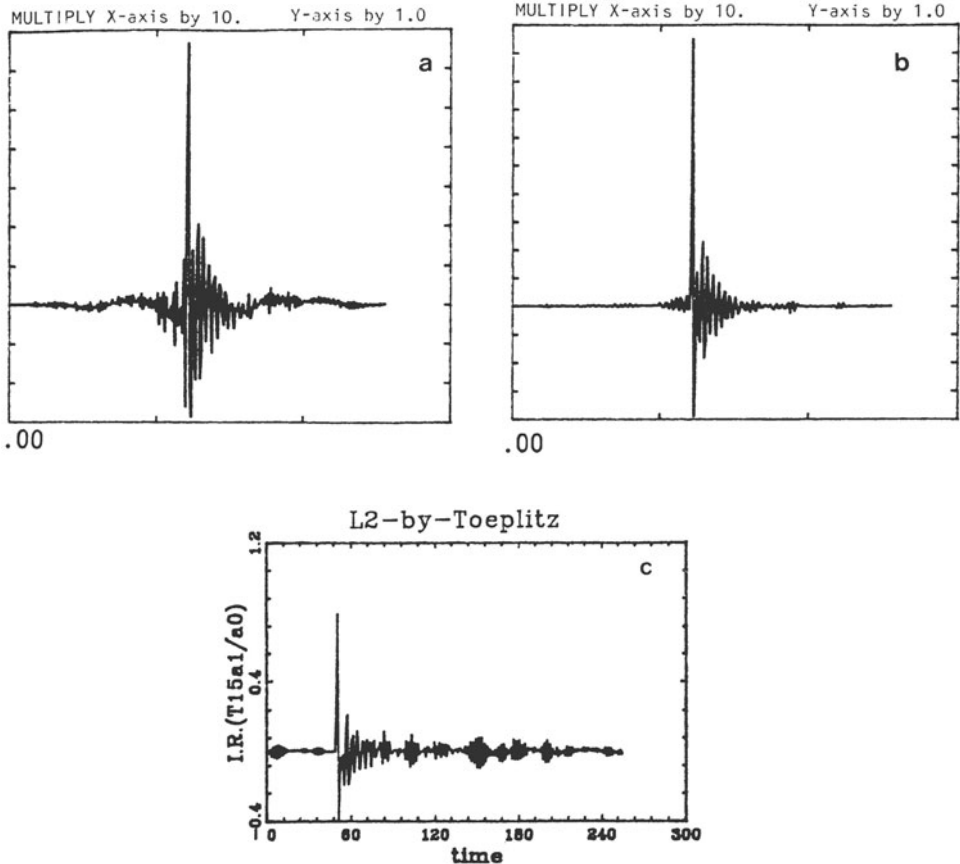 MULTIPLY X-axis by 10. Y-axis by 1.0
a
.00
MULTIPLY X-axis by 10. Y-axis by 1.0
b
.00
L2-by-Toeplitz
c
I.R.(T15a1/a0)
1.2
0.4
-0.4
0 60 120 180 240 300
time